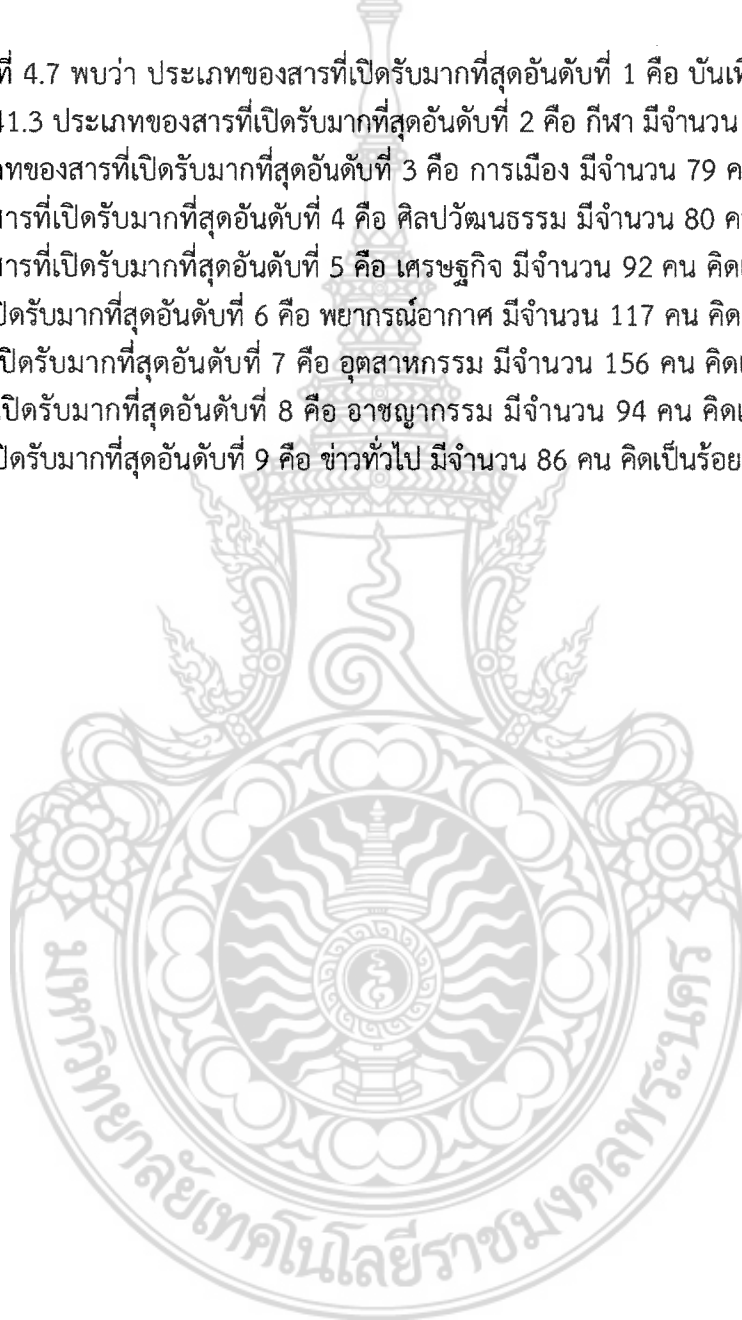 ที่ 4.7 พบว่า ประเภทของสารที่เปิดรับมากที่สุดอันดับที่ 1 คือ
41.3 ประเภทของสารที่เปิดรับมากที่สุดอันดับที่ 2 คือ กีฬา มีจำนวน
ของสารที่เปิดรับมากที่สุดอันดับที่ 3 คือ การเมือง มีจำนวน 79
สารที่เปิดรับมากที่สุดอันดับที่ 4 คือ ศิลปวัฒนธรรม มีจำนวน 80
สารที่เปิดรับมากที่สุดอันดับที่ 5 คือ เศรษฐกิจ มีจำนวน 92 คน
เปิดรับมากที่สุดอันดับที่ 6 คือ พยากรณ์อากาศ มีจำนวน 117 คน คิด
เปิดรับมากที่สุดอันดับที่ 7 คือ อุตสาหกรรม มีจำนวน 156 คน
เปิดรับมากที่สุดอันดับที่ 8 คือ อาชญากรรม มีจำนวน 94 คน
เปิดรับมากที่สุดอันดับที่ 9 คือ ข่าวทั่วไป มีจำนวน 86 คน คิดเป็นร้อย
มหาวิทยาลัยเทคโนโลยีราชมงคลพระนคร